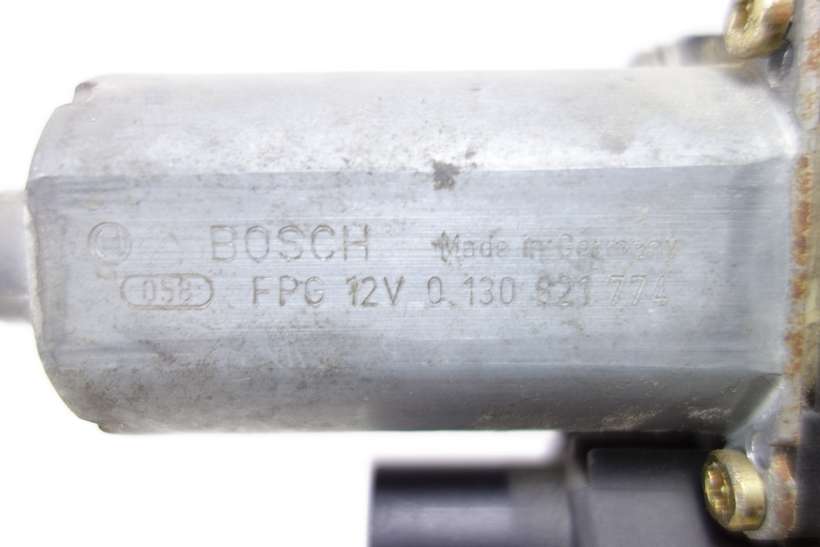 BOSCH Made in Germany
058 FPG 12V 0 130 821 774